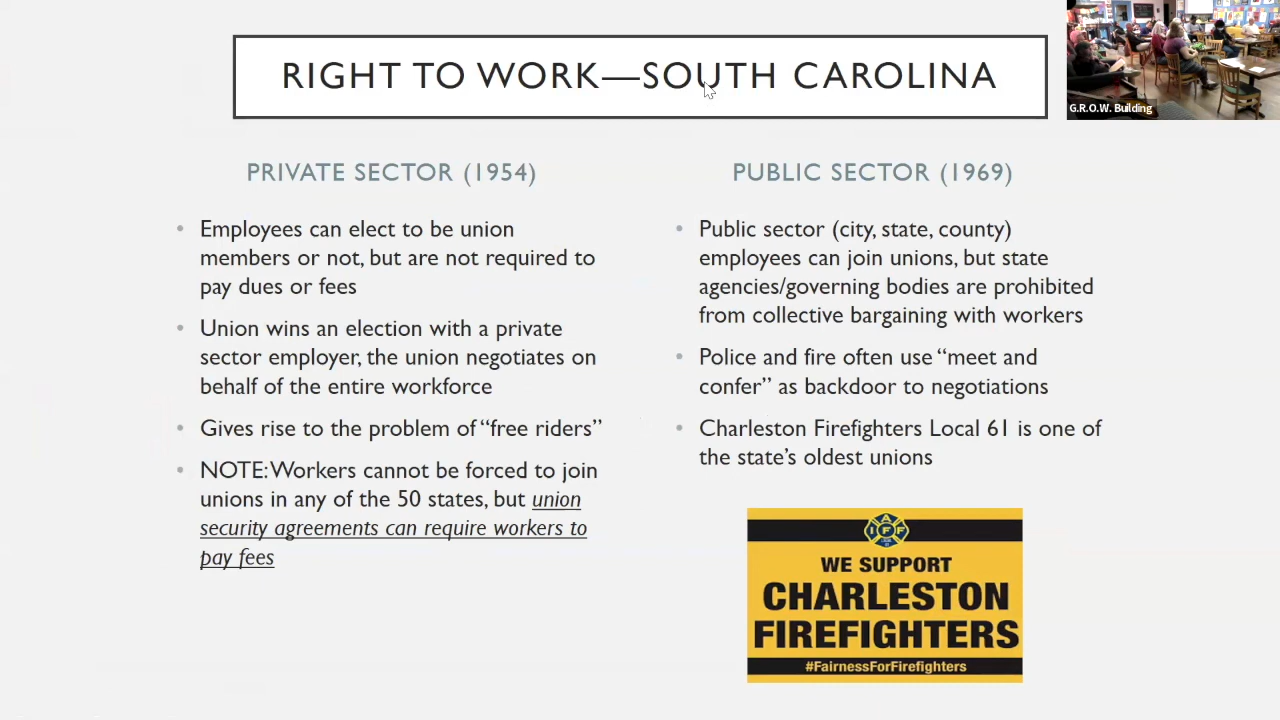 RIGHT TO WORK—SOUTH CAROLINA
G.R.O.W. Building
PRIVATE SECTOR (1954)
• Employees can elect to be union
members or not, but are not required to
pay dues or fees
• Union wins an election with a private
sector employer, the union negotiates on
behalf of the entire workforce
• Gives rise to the problem of “free riders”
• NOTE: Workers cannot be forced to join
unions in any of the 50 states, but union
security agreements can require workers to
pay fees
PUBLIC SECTOR (1969)
• Public sector (city, state, county)
employees can join unions, but state
agencies/governing bodies are prohibited
from collective bargaining with workers
• Police and fire often use “meet and
confer” as backdoor to negotiations
• Charleston Firefighters Local 61 is one of
the state’s oldest unions
IAFF
WE SUPPORT
CHARLESTON
FIREFIGHTERS
#FairnessForFirefighters